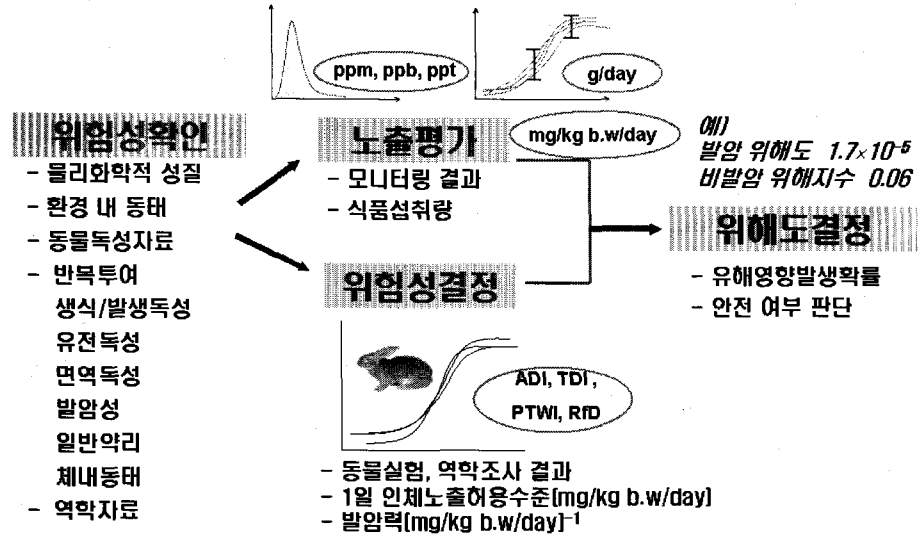 ppm, ppb, ppt
g/day
위험성확인
- 물리화학적 성질
- 환경 내 동태
- 동물독성자료
- 반복투여
생식/발생독성
유전독성
면역독성
발암성
일반약리
체내동태
- 역학자료
노출평가
mg/kg b.w/day
- 모니터링 결과
- 식품섭취량
위험성결정
ADI, TDI ,
PTWI, RfD
- 동물실험, 역학조사 결과
- 1일 인체노출허용수준(mg/kg b.w/day)
- 발암력(mg/kg b.w/day)⁻¹
예)
발암 위해도 1.7×10⁻⁵
비발암 위해지수 0.06
위해도결정
- 유해영향발생확률
- 안전 여부 판단